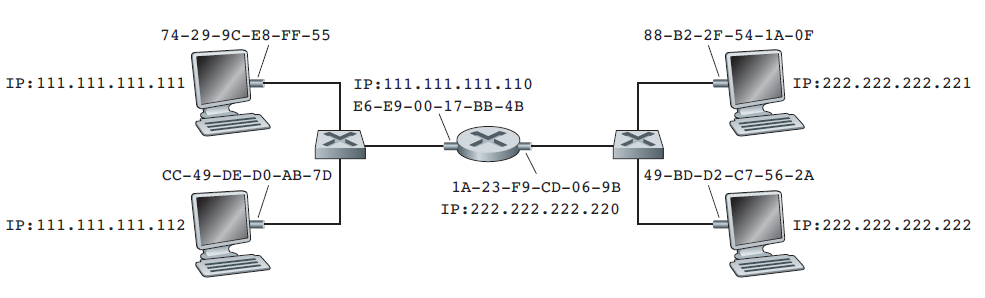 74-29-9C-E8-FF-55
88-B2-2F-54-1A-0F
IP:111.111.111.111
IP:111.111.111.110
IP:222.222.222.221
E6-E9-00-17-BB-4B
CC-49-DE-D0-AB-7D
1A-23-F9-CD-06-9B
49-BD-D2-C7-56-2A
IP:222.222.222.220
IP:111.111.111.112
IP:222.222.222.222